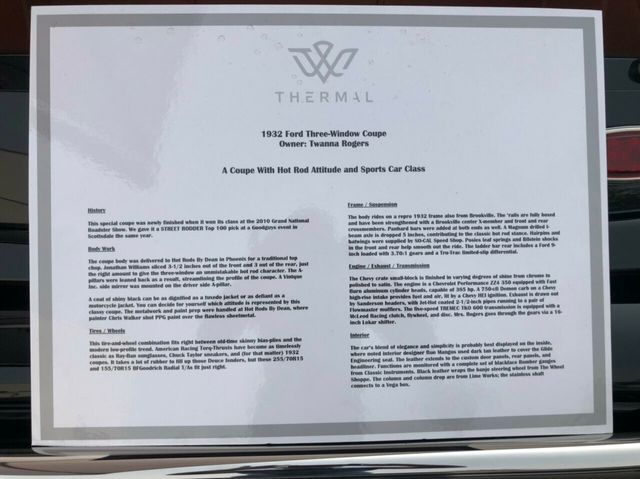 THERMAL
1932 Ford Three-Window Coupe
Owner: Twanna Rogers
A Coupe With Hot Rod Attitude and Sports Car Class
History
This special coupe was newly finished when it won its class at the 2010 Grand National
Roadster Show. We gave it a STREET RODDER Top 100 pick at a Goodguys event in
Scottsdale the same year.
Body Work
The coupe body was delivered to Hot Rods By Dean in Phoenix for a traditional top
chop. Jonathan Williams sliced 3-1/2 inches out of the front and 3 out of the rear, just
the right amount to give the three-window an unmistakable hot rod character. The A-
pillars were leaned back as a result, streamlining the profile of the coupe. A Vintique
Inc. side mirror was mounted on the driver side A-pillar.
A coat of shiny black can be as dignified as a tuxedo jacket or as defiant as a
motorcycle jacket. You can decide for yourself which attitude is represented by this
classy coupe. The metalwork and paint prep were handled at Hot Rods By Dean, where
painter Chris Walker shot PPG paint over the flawless sheetmetal.
Tires / Wheels
This tire-and-wheel combination fits right between old-time skinny bias-plies and the
modern low-profile trend. American Racing Torq-Thrusts have become as timelessly
classic as Ray-Ban sunglasses, Chuck Taylor sneakers, and (for that matter) 1932
coupes. It takes a lot of rubber to fill up those Deuce fenders, but these 255/70R15
and 155/70R15 BFGoodrich Radial T/As fit just right.
Frame / Suspension
The body rides on a repro 1932 frame also from Brookville. The 'rails are fully boxed
and have been strengthened with a Brookville center X-member and front and rear
crossmembers. Panhard bars were added at both ends as well. A Magnum drilled I-
beam axle is dropped 5 inches, contributing to the classic hot rod stance. Hairpins and
batwings were supplied by SO-CAL Speed Shop. Posies leaf springs and Bilstein shocks
in the front and rear help smooth out the ride. The ladder bar rear includes a Ford 9-
inch loaded with 3.70:1 gears and a Tru-Trac limited-slip differential.
Engine / Exhaust / Transmission
The Chevy crate small-block is finished in varying degrees of shine from chrome to
polished to satin. The engine is a Chevrolet Performance ZZ4 350 equipped with Fast
Burn aluminum cylinder heads, capable of 395 hp. A 750-cfi Demon carb on a Chevy
high-rise intake provides fuel and air, lit by a Chevy HEI ignition. Exhaust is drawn out
by Sanderson headers, with Jet-Hot coated 2-1/2-inch pipes running to a pair of
Flowmaster mufflers. The five-speed TREMEC TKO 600 transmission is equipped with a
McLeod Racing clutch, flywheel, and disc. Mrs. Rogers goes through the gears via a 16-
inch Lokar shifter.
Interior
The car's blend of elegance and simplicity is probably best displayed on the inside,
where noted interior designer Ron Mangus used dark tan leather to cover the Glide
Engineering seat. The leather extends to the custom door panels, rear panels, and
headliner. Functions are monitored with a complete set of blackface Bomber gauges
from Classic Instruments. Black leather wraps the banjo steering wheel from The Wheel
Shoppe. The column and column drop are from Limeworks; the stainless shaft
connects to a Vega box.